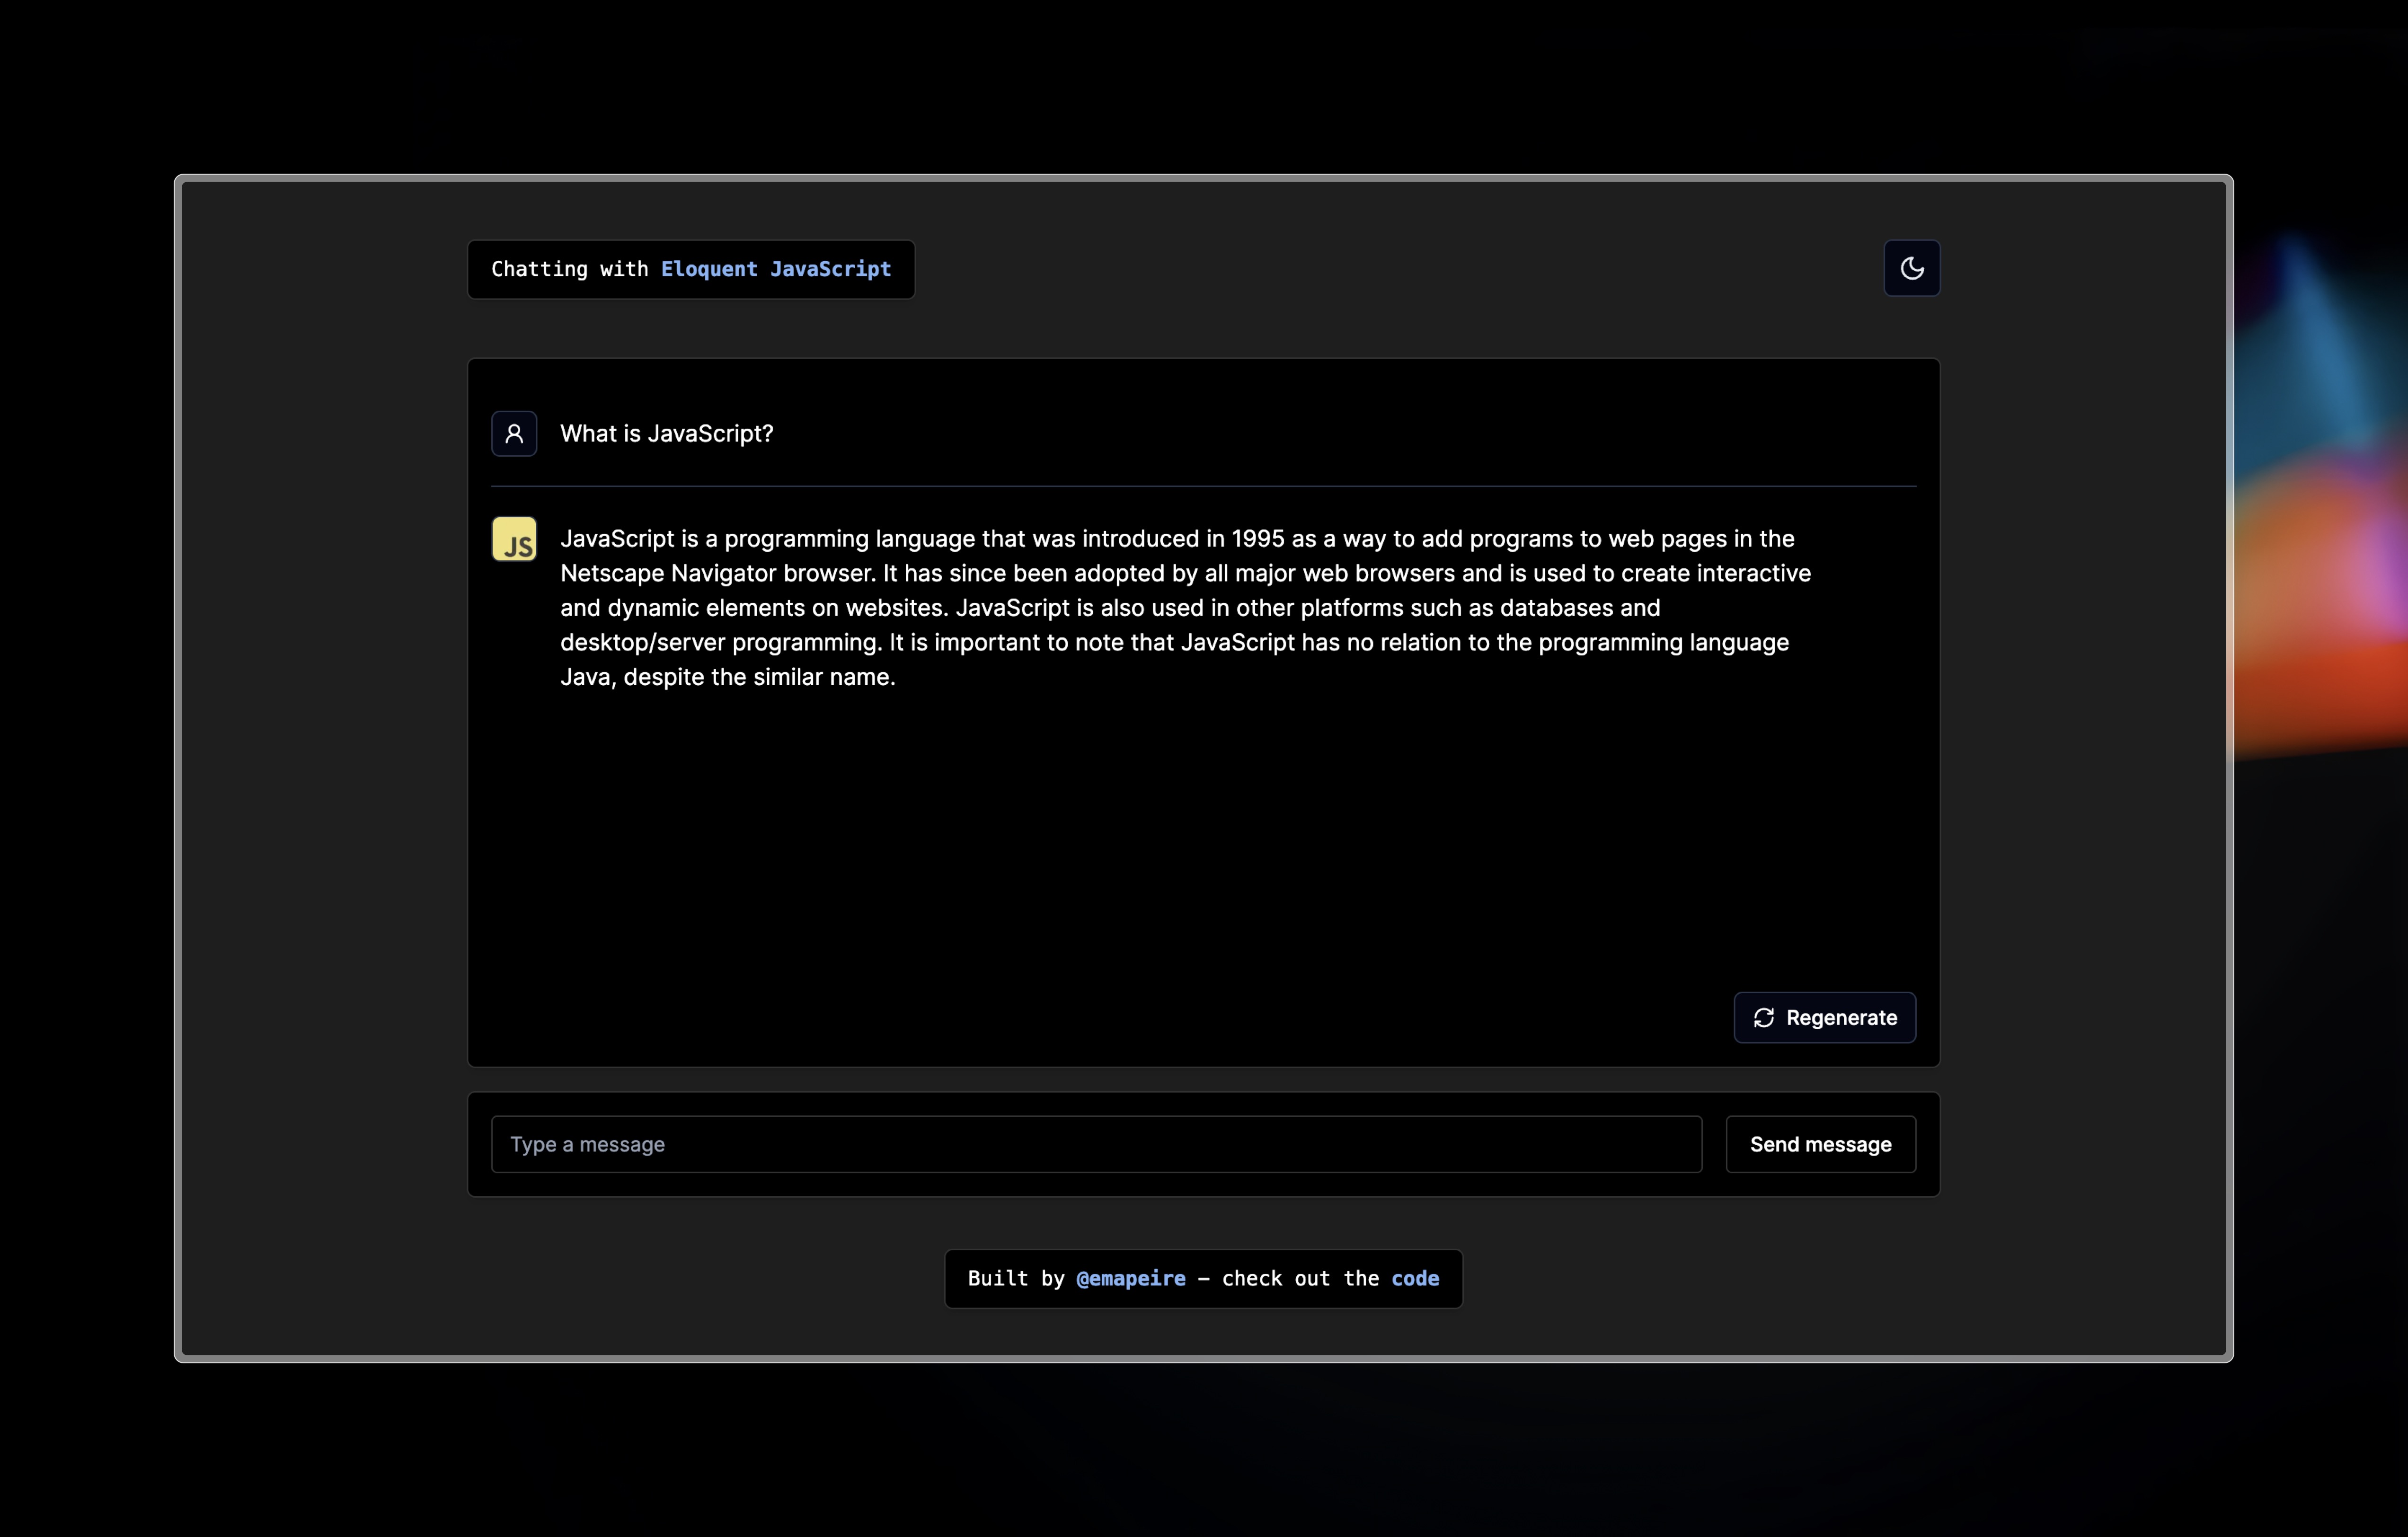 Chatting with Eloquent JavaScript
What is JavaScript?
JS
JavaScript is a programming language that was introduced in 1995 as a way to add programs to web pages in the
Netscape Navigator browser. It has since been adopted by all major web browsers and is used to create interactive
and dynamic elements on websites. JavaScript is also used in other platforms such as databases and
desktop/server programming. It is important to note that JavaScript has no relation to the programming language
Java, despite the similar name.
Regenerate
Type a message
Send message
Built by @emapeire – check out the code